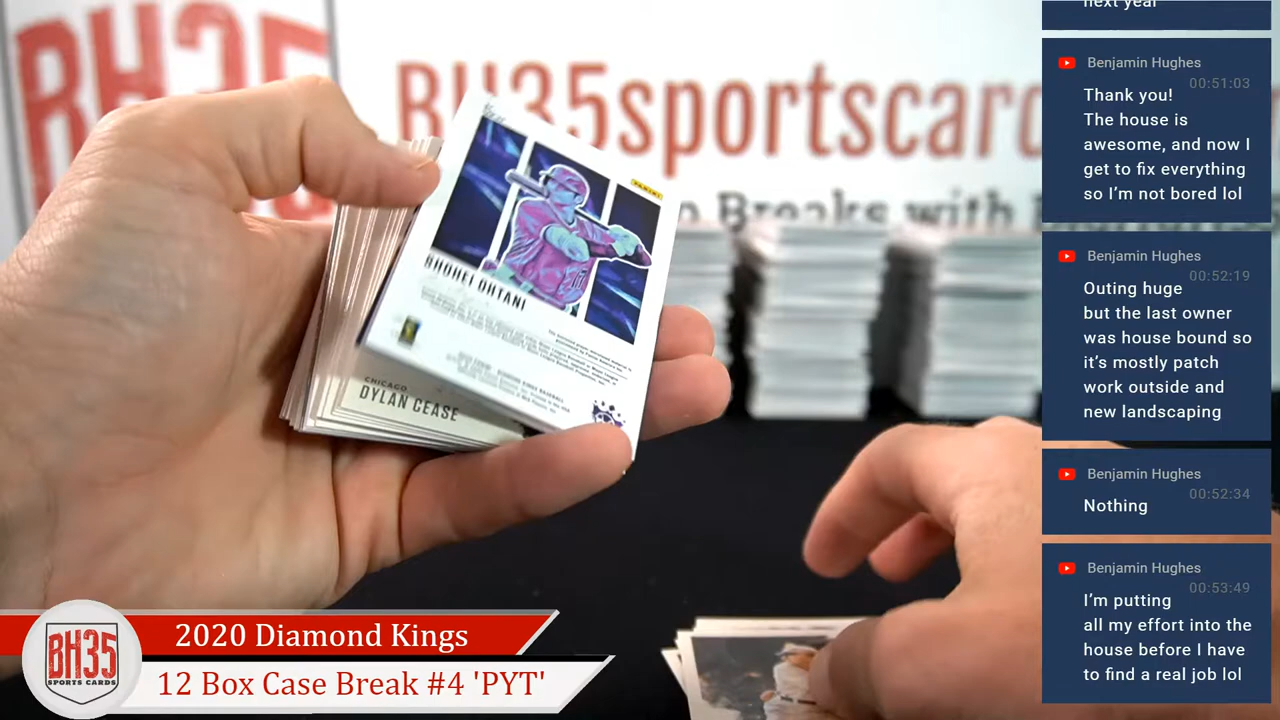 BH35
BH35sportscard
Breaks with
PANINI
SHOHEI OHTANI
CHICAGO
DYLAN CEASE
next year
Benjamin Hughes
00:51:03
Thank you!
The house is
awesome, and now I
get to fix everything
so I'm not bored lol
Benjamin Hughes
00:52:19
Outing huge
but the last owner
was house bound so
it's mostly patch
work outside and
new landscaping
Benjamin Hughes
00:52:34
Nothing
Benjamin Hughes
00:53:49
I'm putting
all my effort into the
house before I have
to find a real job lol
BH35
SPORTS CARDS
2020 Diamond Kings
12 Box Case Break #4 'PYT'